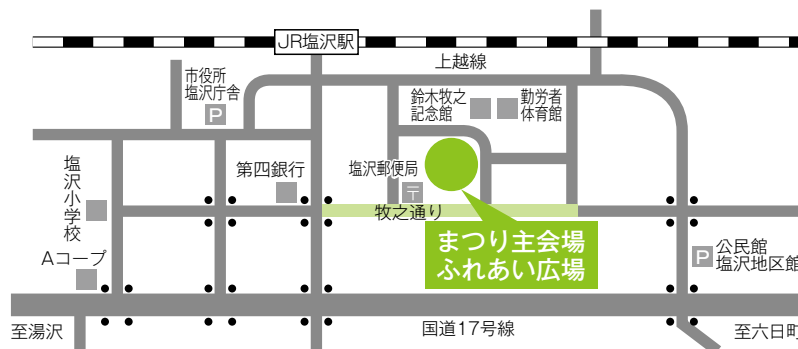 JR塩沢駅
上越線
市役所
塩沢庁舎
P
鈴木牧之
記念館
勤労者
体育館
塩沢小学校
第四銀行
塩沢郵便局
〒
牧之通り
まつり主会場
ふれあい広場
Aコープ
P
公民館
塩沢地区館
至湯沢
国道17号線
至六日町